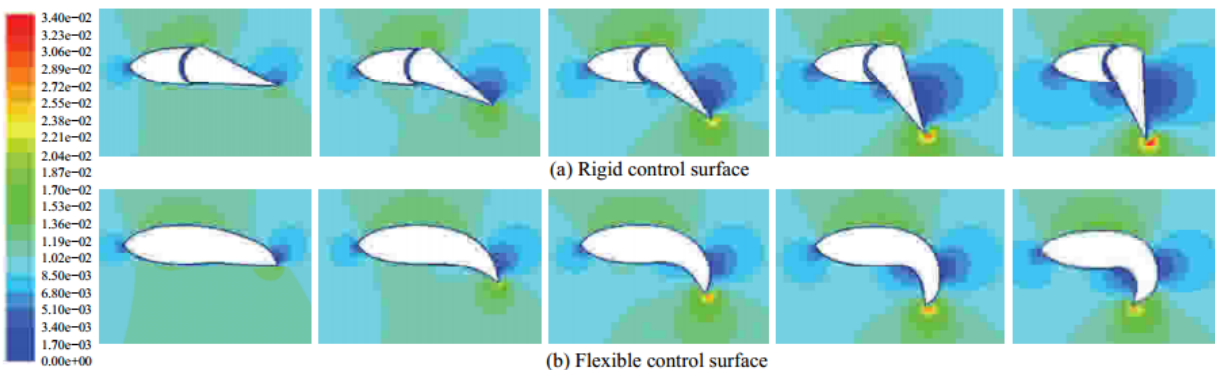 3.40e-02
3.23e-02
3.06e-02
2.89e-02
2.72e-02
2.55e-02
2.38e-02
2.21e-02
2.04e-02
1.87e-02
1.70e-02
1.53e-02
1.36e-02
1.19e-02
1.02e-02
8.50e-03
6.80e-03
5.10e-03
3.40e-03
1.70e-03
0.00e+00
(a) Rigid control surface
(b) Flexible control surface